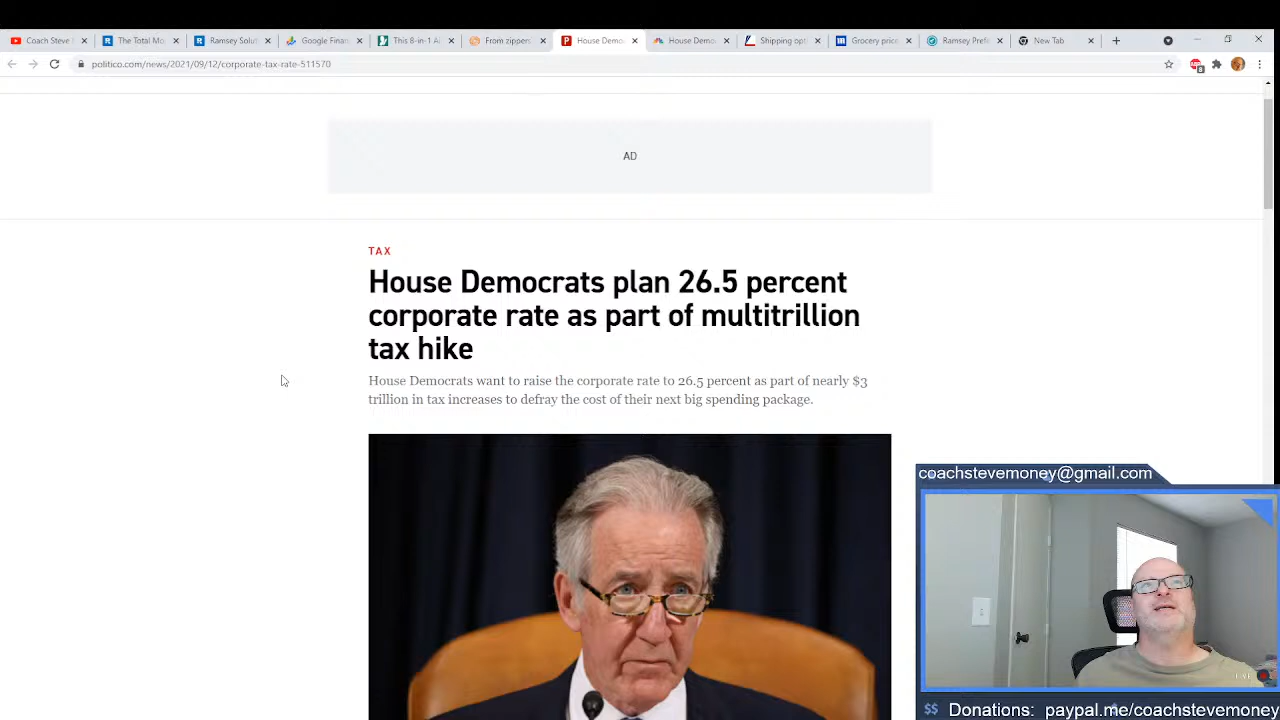 Coach Steve
The Total Mo
Ramsey Solut
Google Finan
This 8-in-1 A
From zipper
House Demo
House Demo
Shipping opt
Grocery price
Ramsey Pref
New Tab
politico.com/news/2021/09/12/corporate-tax-rate-511570
AD
TAX
House Democrats plan 26.5 percent
corporate rate as part of multitrillion
tax hike
House Democrats want to raise the corporate rate to 26.5 percent as part of nearly $3
trillion in tax increases to defray the cost of their next big spending package.
coachstevemoney@gmail.com
$$ Donations: paypal.me/coachstevemoney